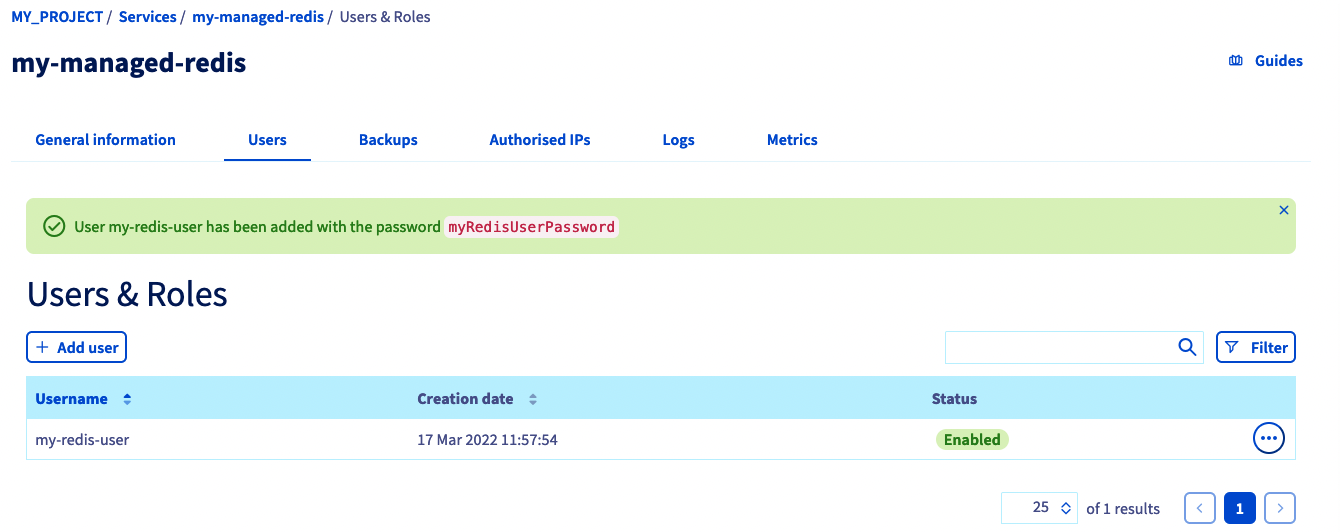 MY_PROJECT / Services / my-managed-redis / Users & Roles
my-managed-redis
Guides
General information Users Backups Authorised IPs Logs Metrics
User my-redis-user has been added with the password myRedisUserPassword
Users & Roles
+ Add user
Filter
Username Creation date Status
my-redis-user 17 Mar 2022 11:57:54 Enabled
25 of 1 results 1